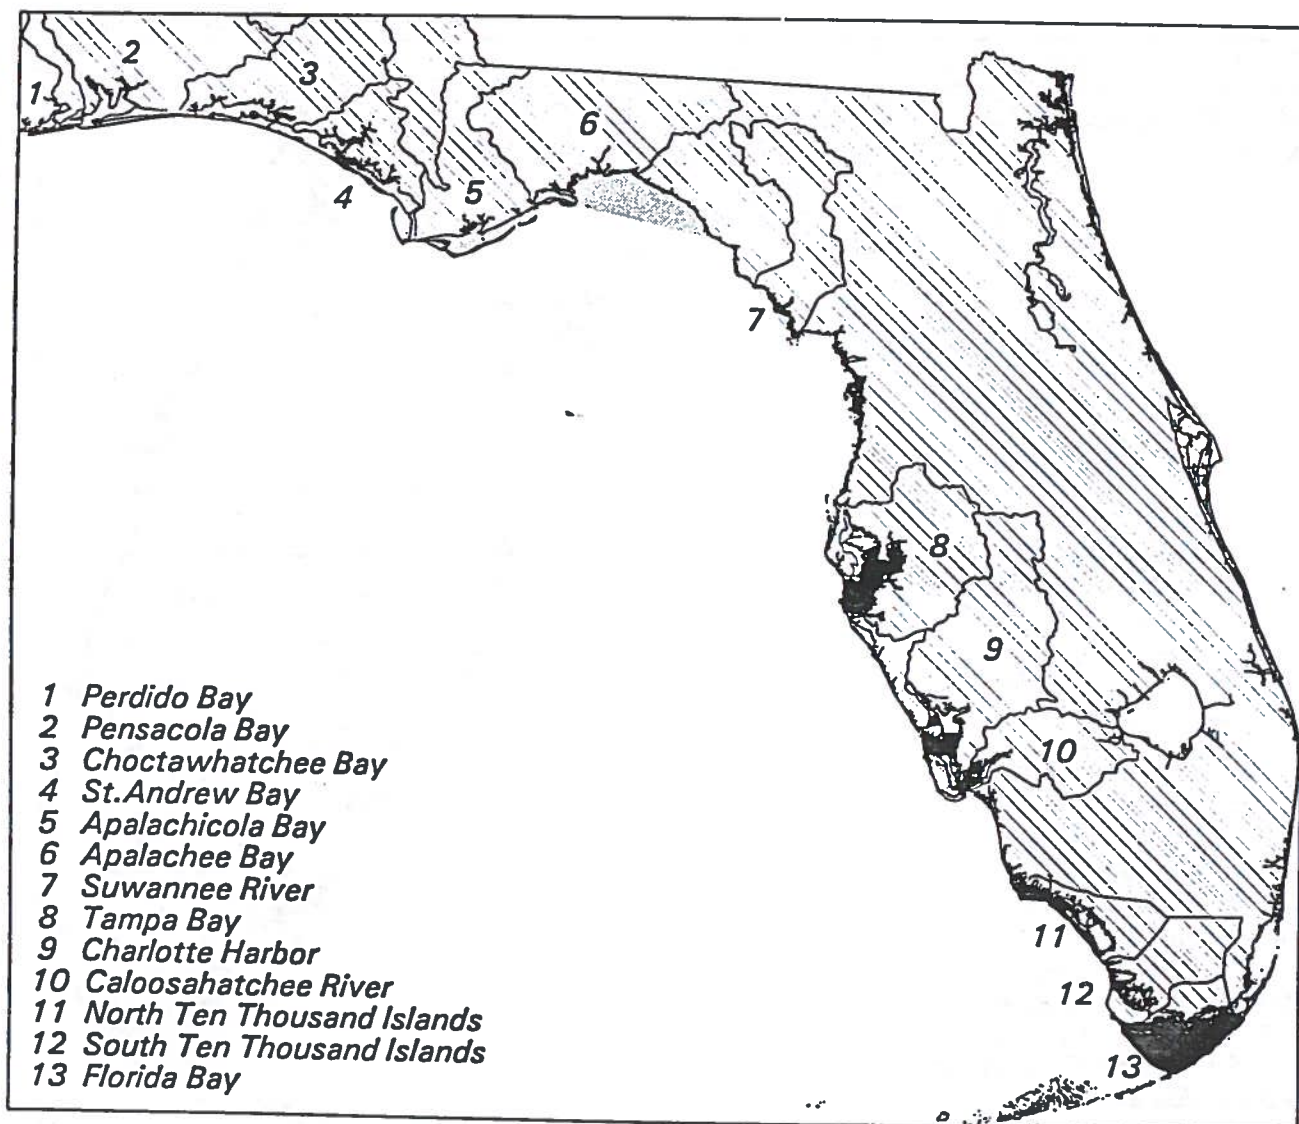 1
2
3
4
5
6
7
8
9
10
11
12
13
1 Perdido Bay
2 Pensacola Bay
3 Choctawhatchee Bay
4 St.Andrew Bay
5 Apalachicola Bay
6 Apalachee Bay
7 Suwannee River
8 Tampa Bay
9 Charlotte Harbor
10 Caloosahatchee River
11 North Ten Thousand Islands
12 South Ten Thousand Islands
13 Florida Bay